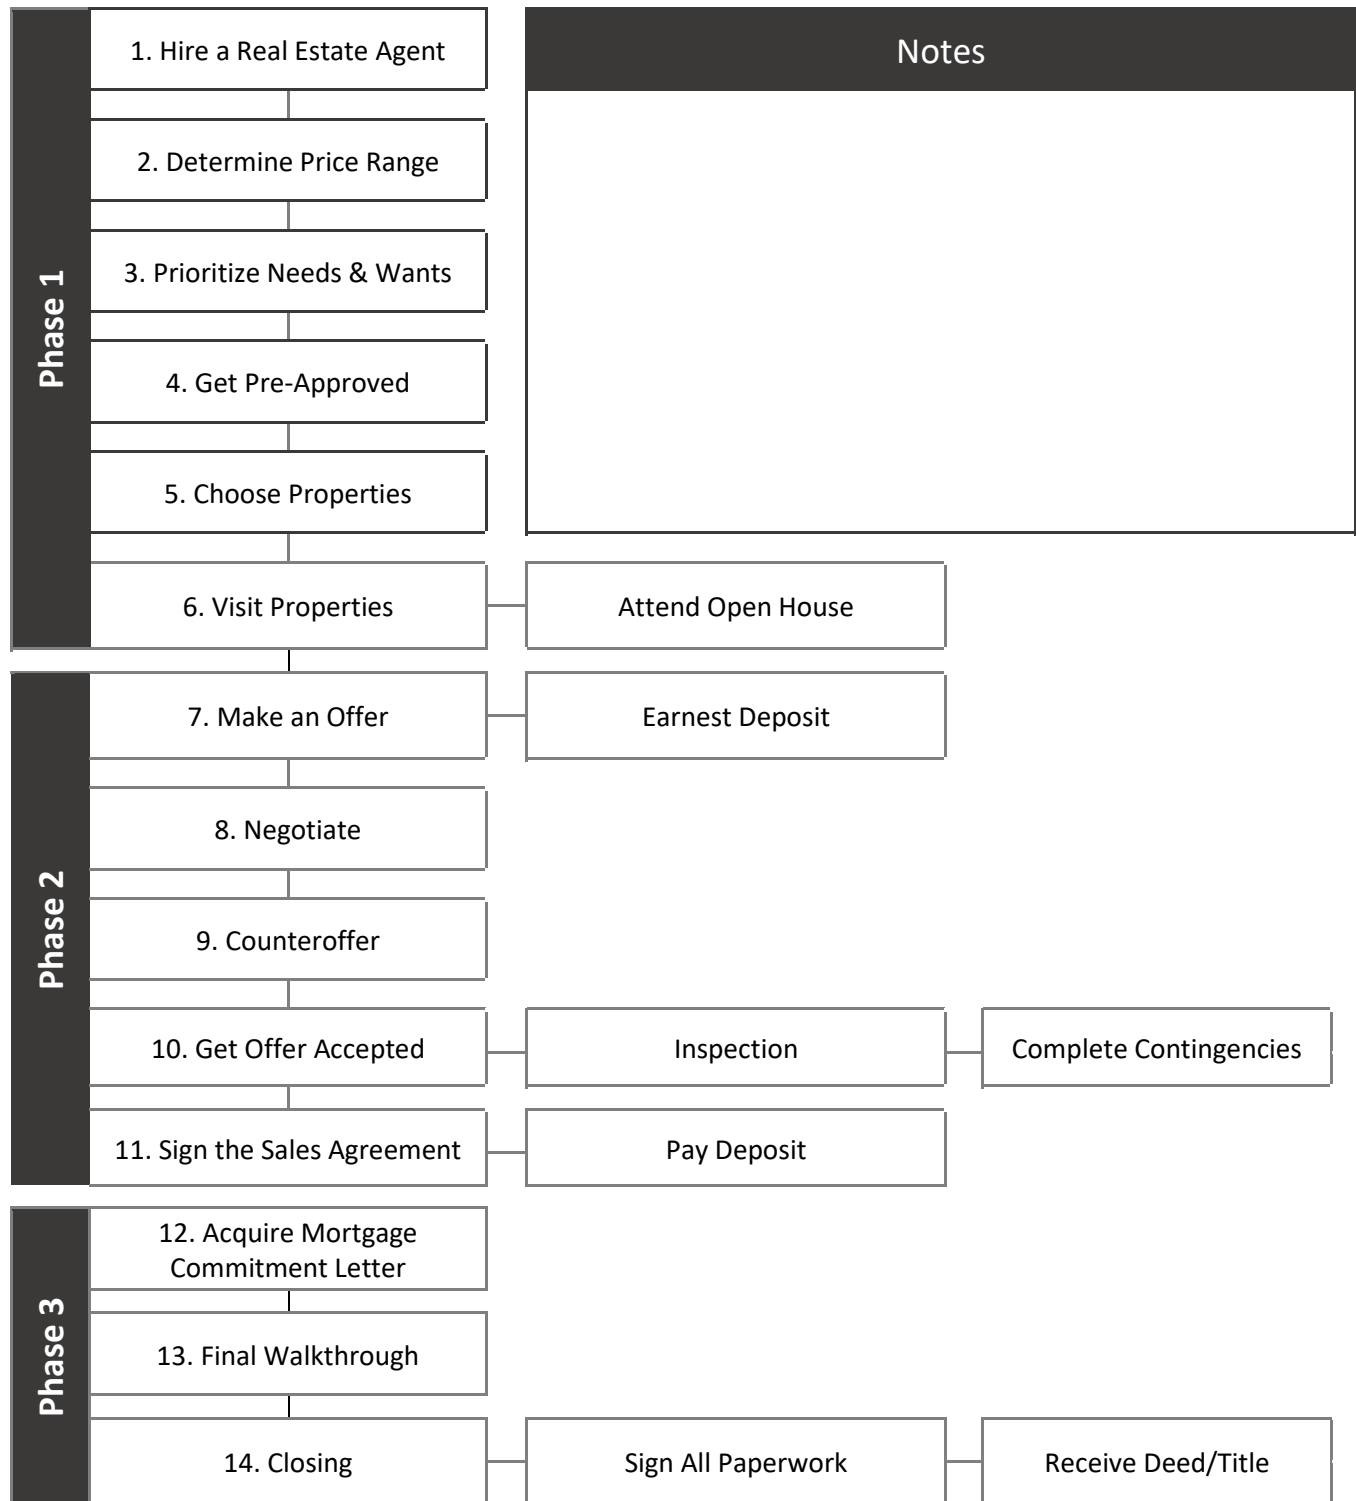 Phase 1
1. Hire a Real Estate Agent
Notes
2. Determine Price Range
3. Prioritize Needs & Wants
4. Get Pre-Approved
5. Choose Properties
6. Visit Properties
Attend Open House
Phase 2
7. Make an Offer
Earnest Deposit
8. Negotiate
9. Counteroffer
10. Get Offer Accepted
Inspection
Complete Contingencies
11. Sign the Sales Agreement
Pay Deposit
Phase 3
12. Acquire Mortgage
Commitment Letter
13. Final Walkthrough
14. Closing
Sign All Paperwork
Receive Deed/Title